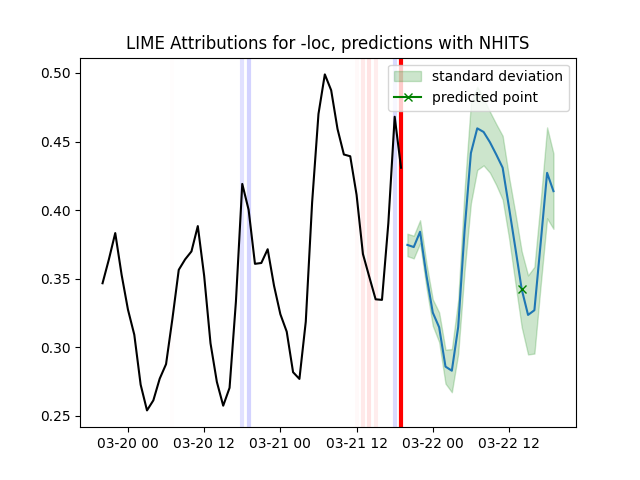 LIME Attributions for -loc, predictions with NHITS
standard deviation
predicted point
0.50
0.45
0.40
0.35
0.30
0.25
03-20 00 03-20 12 03-21 00 03-21 12 03-22 00 03-22 12